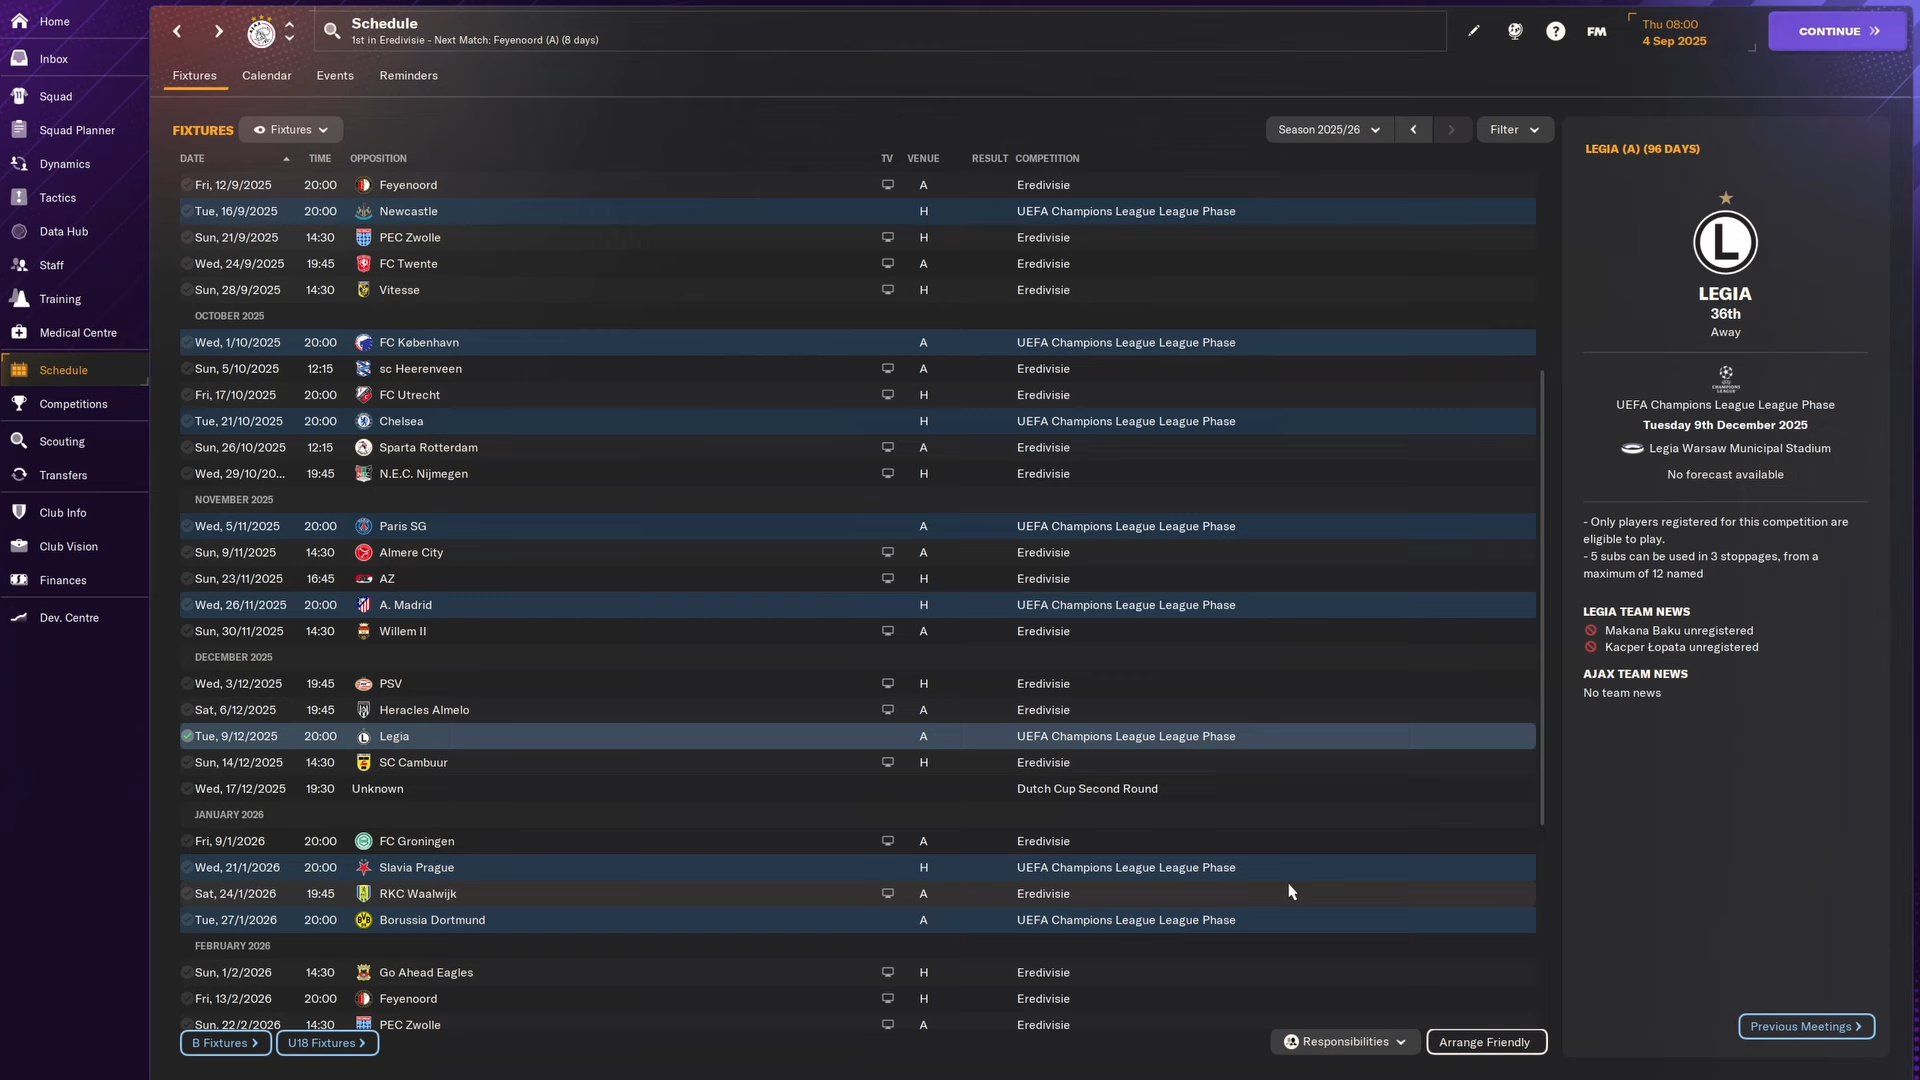 Home
Inbox
Squad
Squad Planner
Dynamics
Tactics
Data Hub
Staff
Training
Medical Centre
Schedule
Competitions
Scouting
Transfers
Club Info
Club Vision
Finances
Dev. Centre
Schedule
1st in Eredivisie - Next Match: Feyenoord (A) (8 days)
FM
Thu 08:00
4 Sep 2025
CONTINUE
Fixtures Calendar Events Reminders
FIXTURES Fixtures Season 2025/26 Filter
DATE TIME OPPOSITION TV VENUE RESULT COMPETITION
Fri, 12/9/2025 20:00 Feyenoord A Eredivisie
Tue, 16/9/2025 20:00 Newcastle H UEFA Champions League League Phase
Sun, 21/9/2025 14:30 PEC Zwolle H Eredivisie
Wed, 24/9/2025 19:45 FC Twente A Eredivisie
Sun, 28/9/2025 14:30 Vitesse H Eredivisie
OCTOBER 2025
Wed, 1/10/2025 20:00 FC København A UEFA Champions League League Phase
Sun, 5/10/2025 12:15 sc Heerenveen A Eredivisie
Fri, 17/10/2025 20:00 FC Utrecht H Eredivisie
Tue, 21/10/2025 20:00 Chelsea H UEFA Champions League League Phase
Sun, 26/10/2025 12:15 Sparta Rotterdam A Eredivisie
Wed, 29/10/20... 19:45 N.E.C. Nijmegen H Eredivisie
NOVEMBER 2025
Wed, 5/11/2025 20:00 Paris SG A UEFA Champions League League Phase
Sun, 9/11/2025 14:30 Almere City A Eredivisie
Sun, 23/11/2025 16:45 AZ H Eredivisie
Wed, 26/11/2025 20:00 A. Madrid H UEFA Champions League League Phase
Sun, 30/11/2025 14:30 Willem II A Eredivisie
DECEMBER 2025
Wed, 3/12/2025 19:45 PSV H Eredivisie
Sat, 6/12/2025 19:45 Heracles Almelo A Eredivisie
Tue, 9/12/2025 20:00 Legia A UEFA Champions League League Phase
Sun, 14/12/2025 14:30 SC Cambuur H Eredivisie
Wed, 17/12/2025 19:30 Unknown Dutch Cup Second Round
JANUARY 2026
Fri, 9/1/2026 20:00 FC Groningen A Eredivisie
Wed, 21/1/2026 20:00 Slavia Prague H UEFA Champions League League Phase
Sat, 24/1/2026 19:45 RKC Waalwijk A Eredivisie
Tue, 27/1/2026 20:00 Borussia Dortmund A UEFA Champions League League Phase
FEBRUARY 2026
Sun, 1/2/2026 14:30 Go Ahead Eagles H Eredivisie
Fri, 13/2/2026 20:00 Feyenoord H Eredivisie
Sun, 22/2/2026 14:30 PEC Zwolle A Eredivisie
B Fixtures U18 Fixtures Responsibilities Arrange Friendly
LEGIA (A) (96 DAYS)
L
LEGIA
36th
Away
CHAMPIONS LEAGUE
UEFA Champions League League Phase
Tuesday 9th December 2025
Legia Warsaw Municipal Stadium
No forecast available
- Only players registered for this competition are
eligible to play.
- 5 subs can be used in 3 stoppages, from a
maximum of 12 named
LEGIA TEAM NEWS
Makana Baku unregistered
Kacper Łopata unregistered
AJAX TEAM NEWS
No team news
Previous Meetings